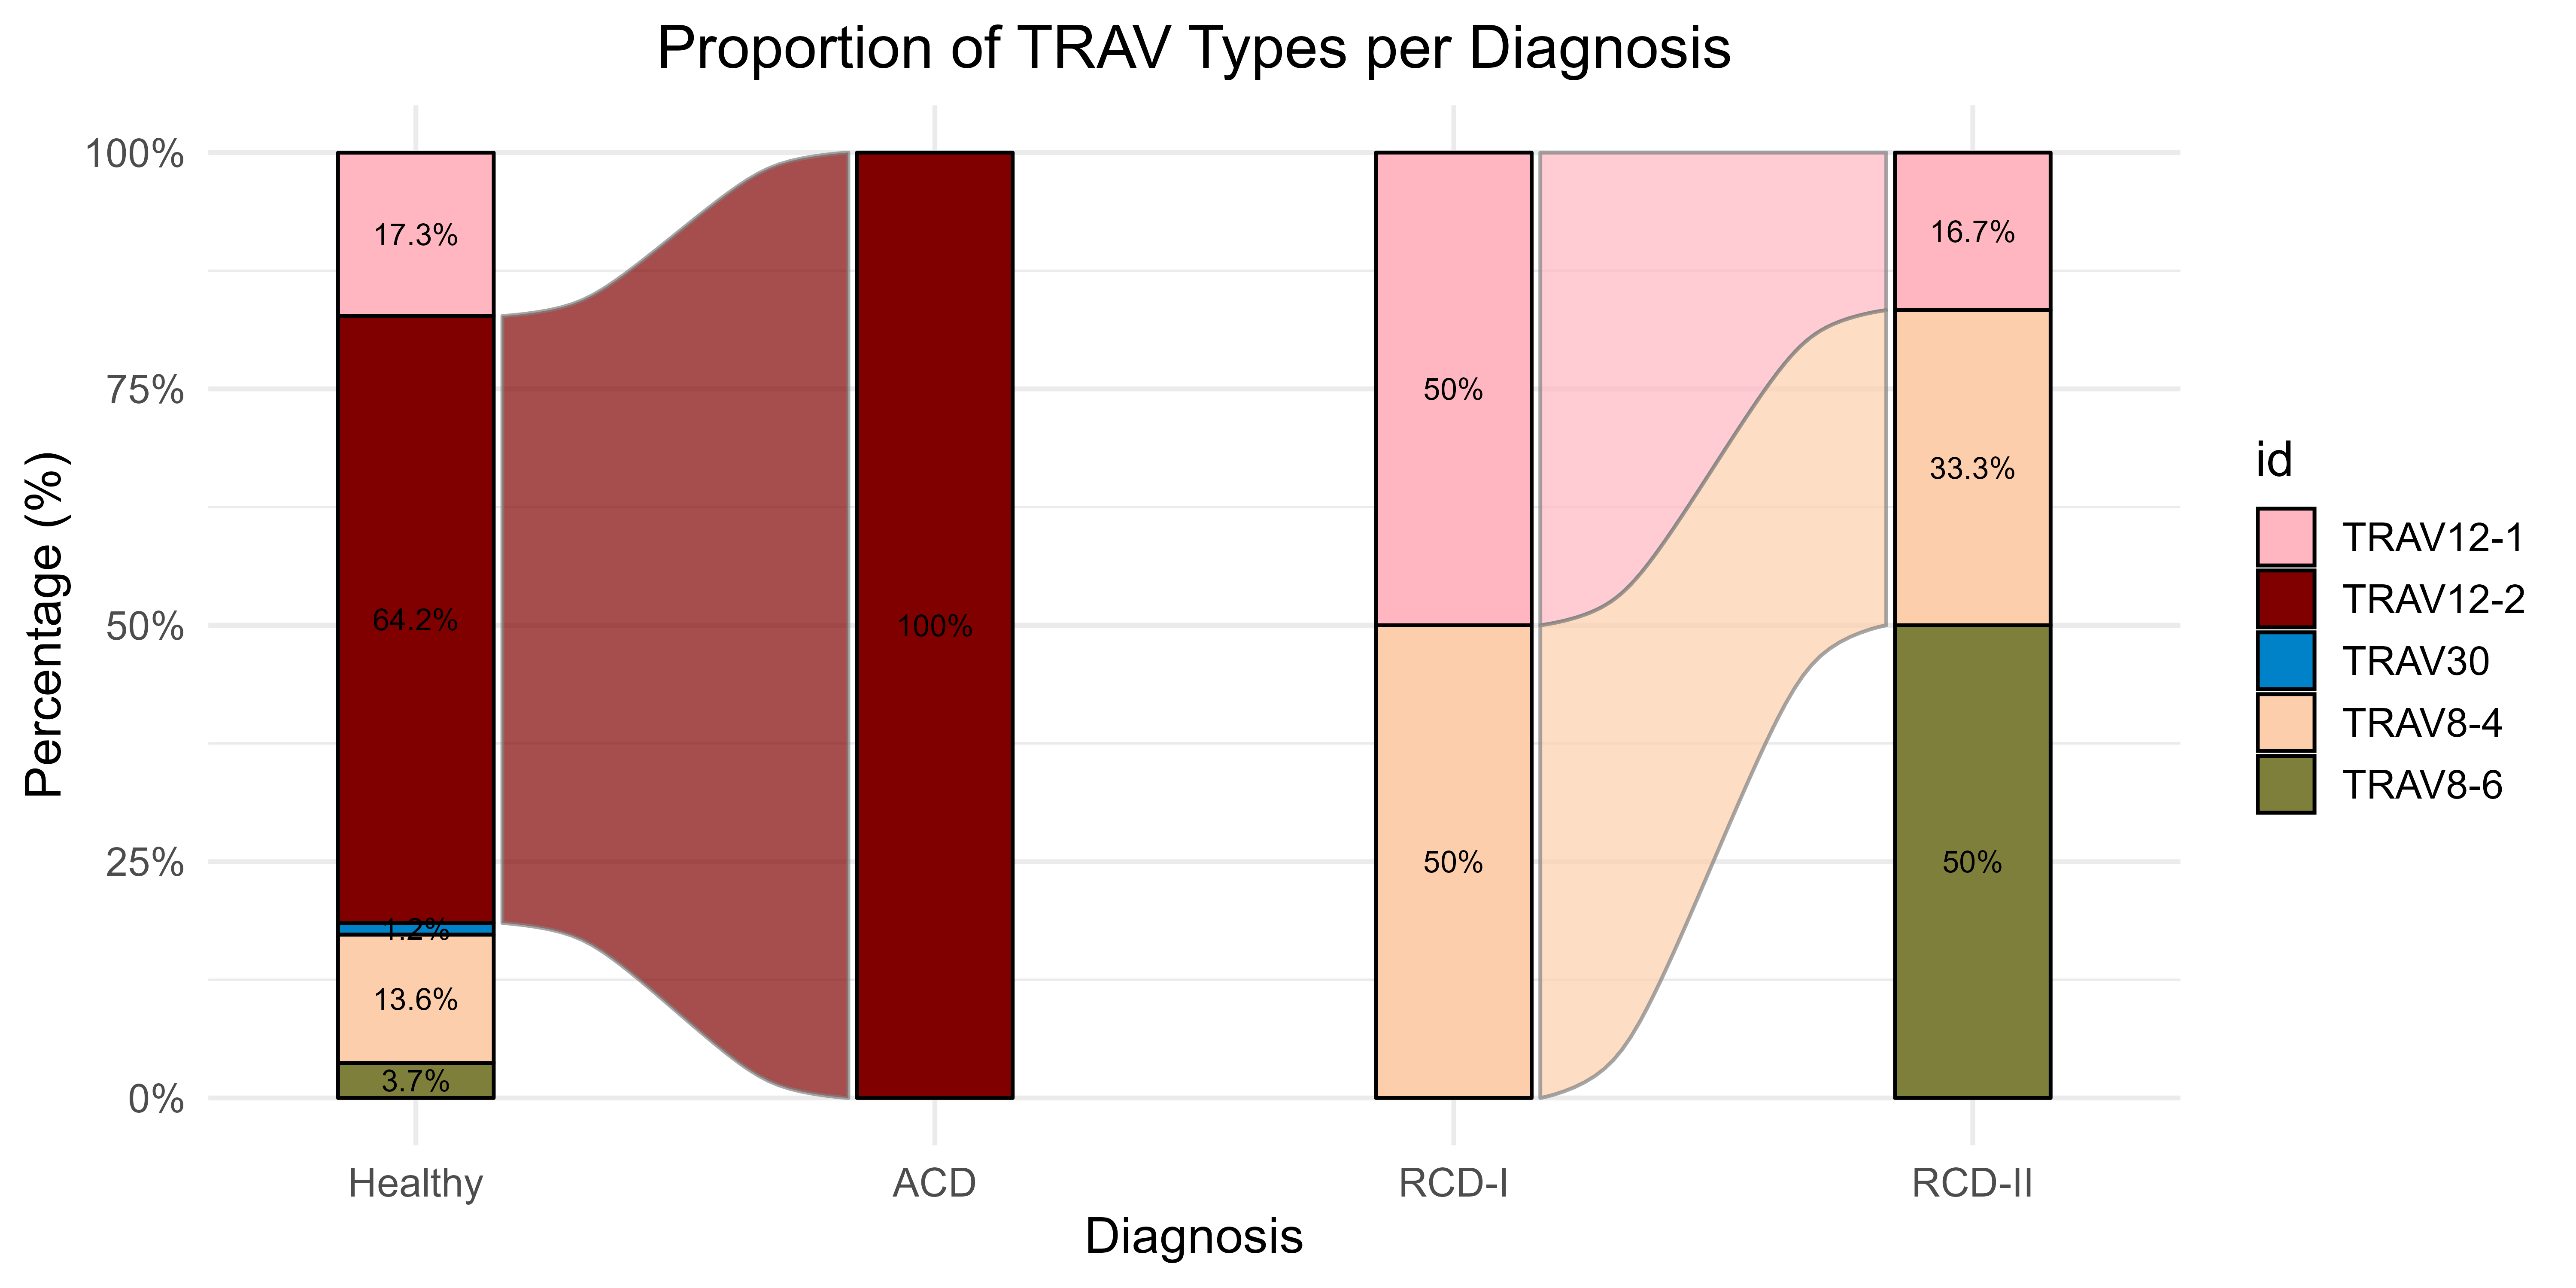 Proportion of TRAV Types per Diagnosis
Percentage (%)
100%
75%
50%
25%
0%
17.3%
64.2%
1.2%
13.6%
3.7%
100%
50%
50%
16.7%
33.3%
50%
Healthy
ACD
RCD-I
RCD-II
Diagnosis
id
TRAV12-1
TRAV12-2
TRAV30
TRAV8-4
TRAV8-6